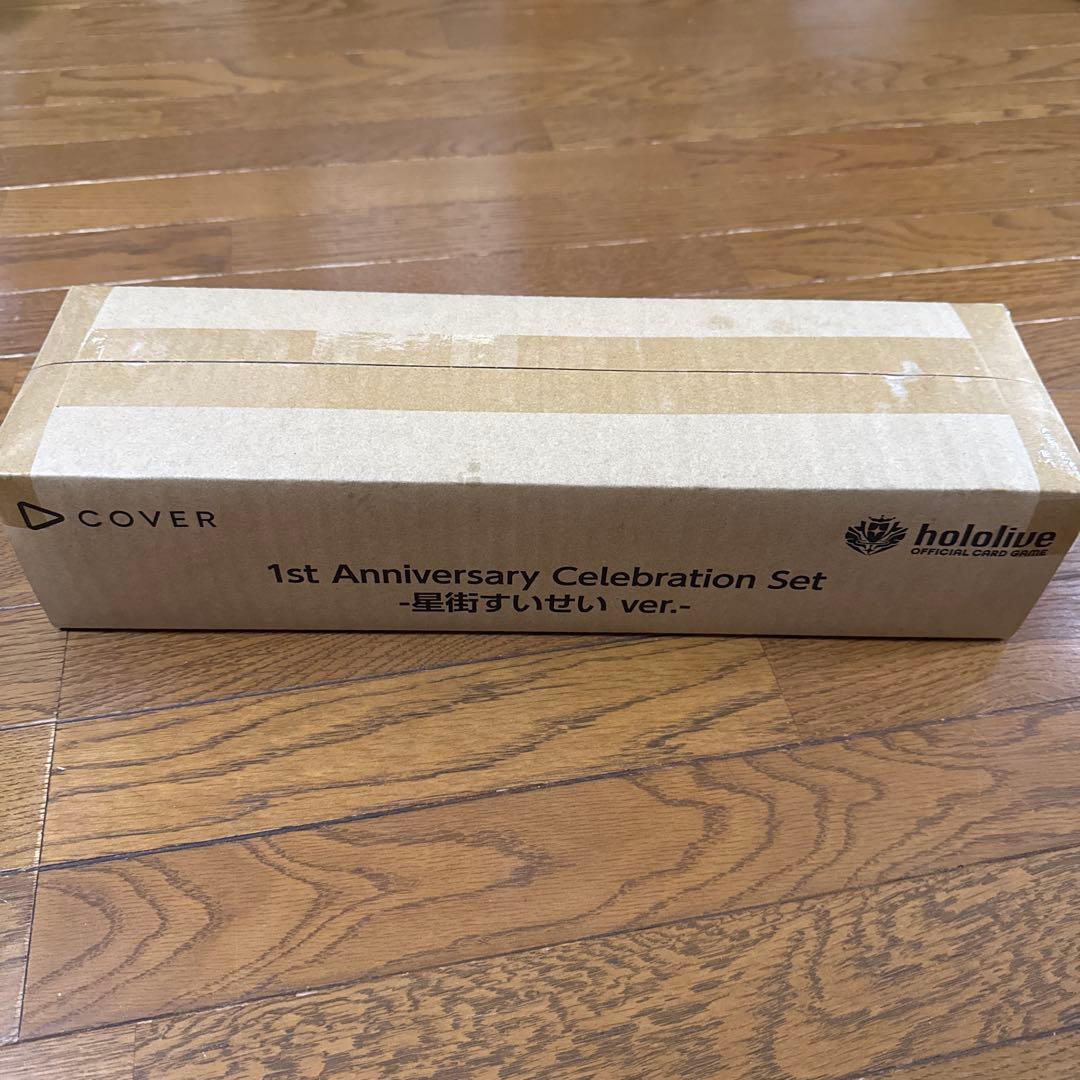 COVER
hololive
OFFICIAL CARD GAME
1st Anniversary Celebration Set
-星街すいせい ver.-